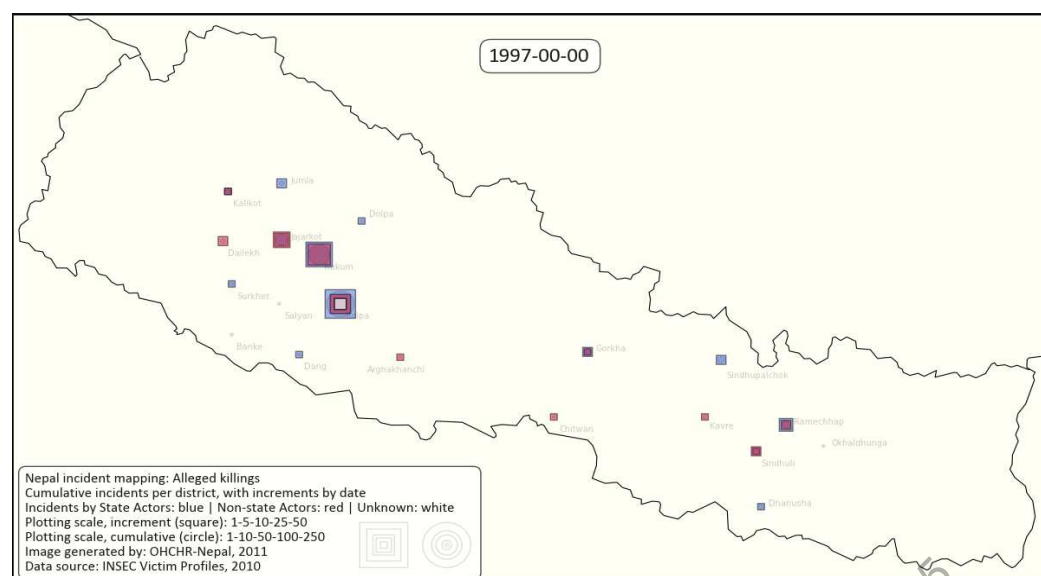 1997-00-00
Jumla
Kalikot
Dolpa
Jajarkot
Dailekh
Rukum
Surkhet
Salyan
Banke
Dang
Arghakhanchi
Gorkha
Sindhupalchok
Chitwan
Kavre
Ramechhap
Okhaldhunga
Sindhuli
Dhanusha
Nepal incident mapping: Alleged killings
Cumulative incidents per district, with increments by date
Incidents by State Actors: blue | Non-state Actors: red | Unknown: white
Plotting scale, increment (square): 1-5-10-25-50
Plotting scale, cumulative (circle): 1-10-50-100-250
Image generated by: OHCHR-Nepal, 2011
Data source: INSEC Victim Profiles, 2010